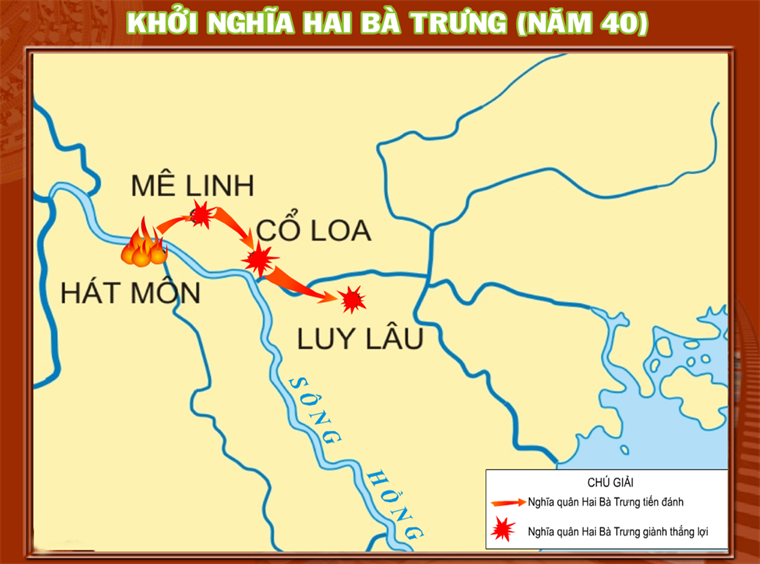 KHỞI NGHĨA HAI BÀ TRƯNG (NĂM 40)
MÊ LINH
CỔ LOA
HÁT MÔN
LUY LÂU
SÔNG HỒNG
CHÚ GIẢI
Nghĩa quân Hai Bà Trưng tiến đánh
Nghĩa quân Hai Bà Trưng giành thắng lợi